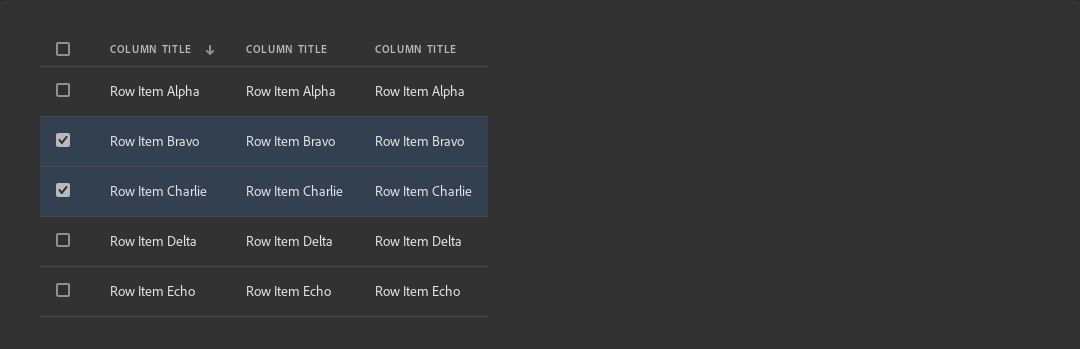 COLUMN TITLE COLUMN TITLE COLUMN TITLE
Row Item Alpha Row Item Alpha Row Item Alpha
Row Item Bravo Row Item Bravo Row Item Bravo
Row Item Charlie Row Item Charlie Row Item Charlie
Row Item Delta Row Item Delta Row Item Delta
Row Item Echo Row Item Echo Row Item Echo